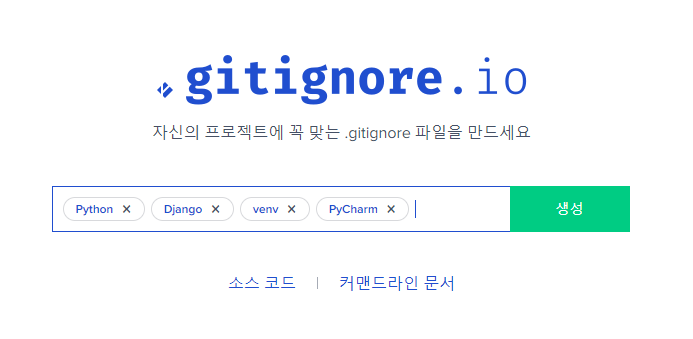 gitignore.io
자신의 프로젝트에 꼭 맞는 .gitignore 파일을 만드세요
Python × Django × venv × PyCharm × 생성
소스 코드 | 커맨드라인 문서